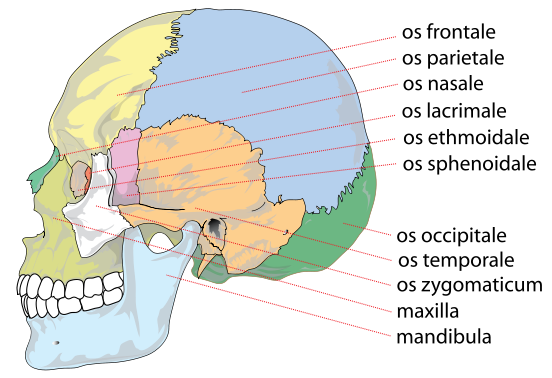 os frontale
os parietale
os nasale
os lacrimale
os ethmoidale
os sphenoidale
os occipitale
os temporale
os zygomaticum
maxilla
mandibula